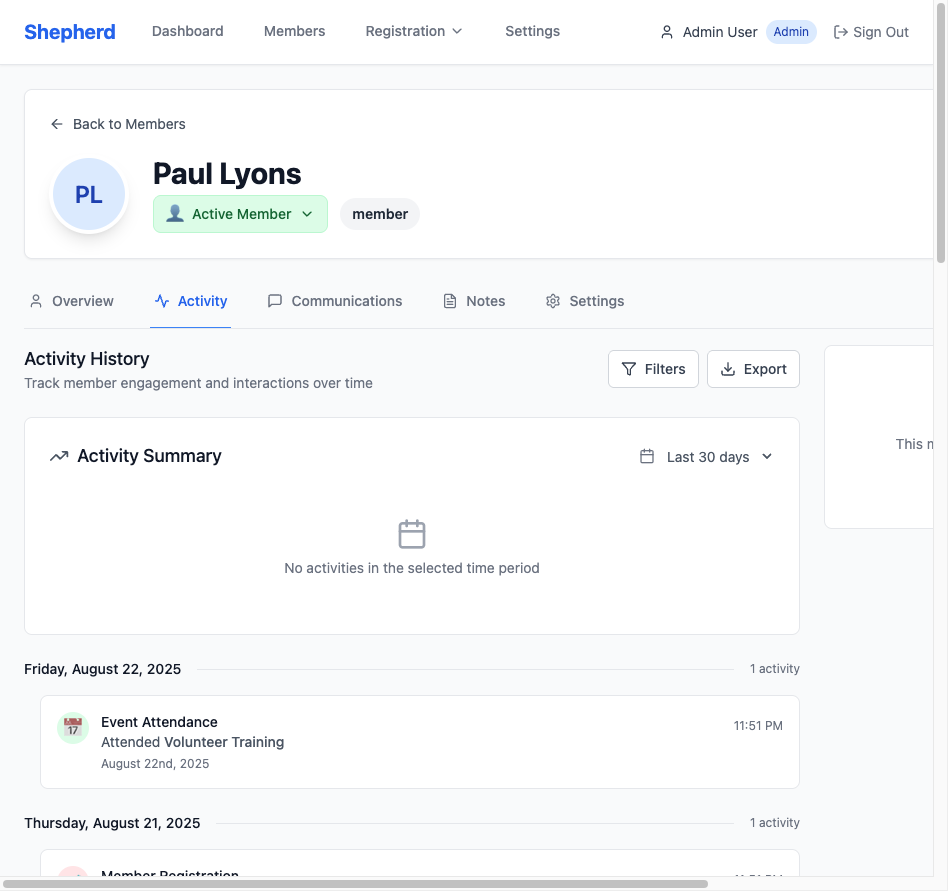 Shepherd Dashboard Members Registration Settings Admin User Admin Sign Out
Back to Members
PL
Paul Lyons
Active Member member
Overview Activity Communications Notes Settings
Activity History
Track member engagement and interactions over time
Filters Export
This
Activity Summary
Last 30 days
No activities in the selected time period
Friday, August 22, 2025 1 activity
17
Event Attendance 11:51 PM
Attended Volunteer Training
August 22nd, 2025
Thursday, August 21, 2025 1 activity
Member Registration